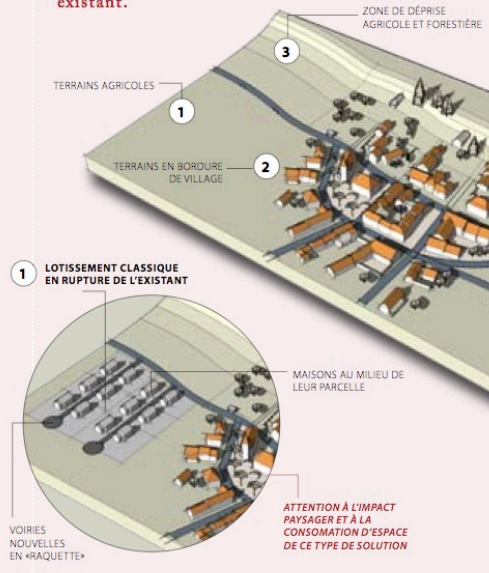 existant.
ZONE DE DÉPRISE
AGRICOLE ET FORESTIÈRE
3
TERRAINS AGRICOLES
1
TERRAINS EN BORDURE
DE VILLAGE
2
1
LOTISSEMENT CLASSIQUE
EN RUPTURE DE L'EXISTANT
MAISONS AU MILIEU DE
LEUR PARCELLE
VOIRIES
NOUVELLES
EN «RAQUETTE»
ATTENTION À L'IMPACT
PAYSAGER ET À LA
CONSOMATION D'ESPACE
DE CE TYPE DE SOLUTION